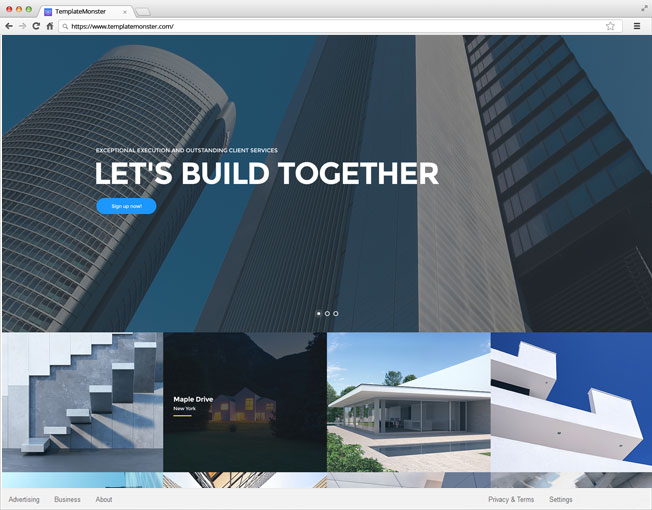 TemplateMonster
https://www.templatemonster.com/
EXCEPTIONAL EXECUTION AND OUTSTANDING CLIENT SERVICES
LET'S BUILD TOGETHER
Sign up now!
Maple Drive
New York
Advertising Business About Privacy & Terms Settings